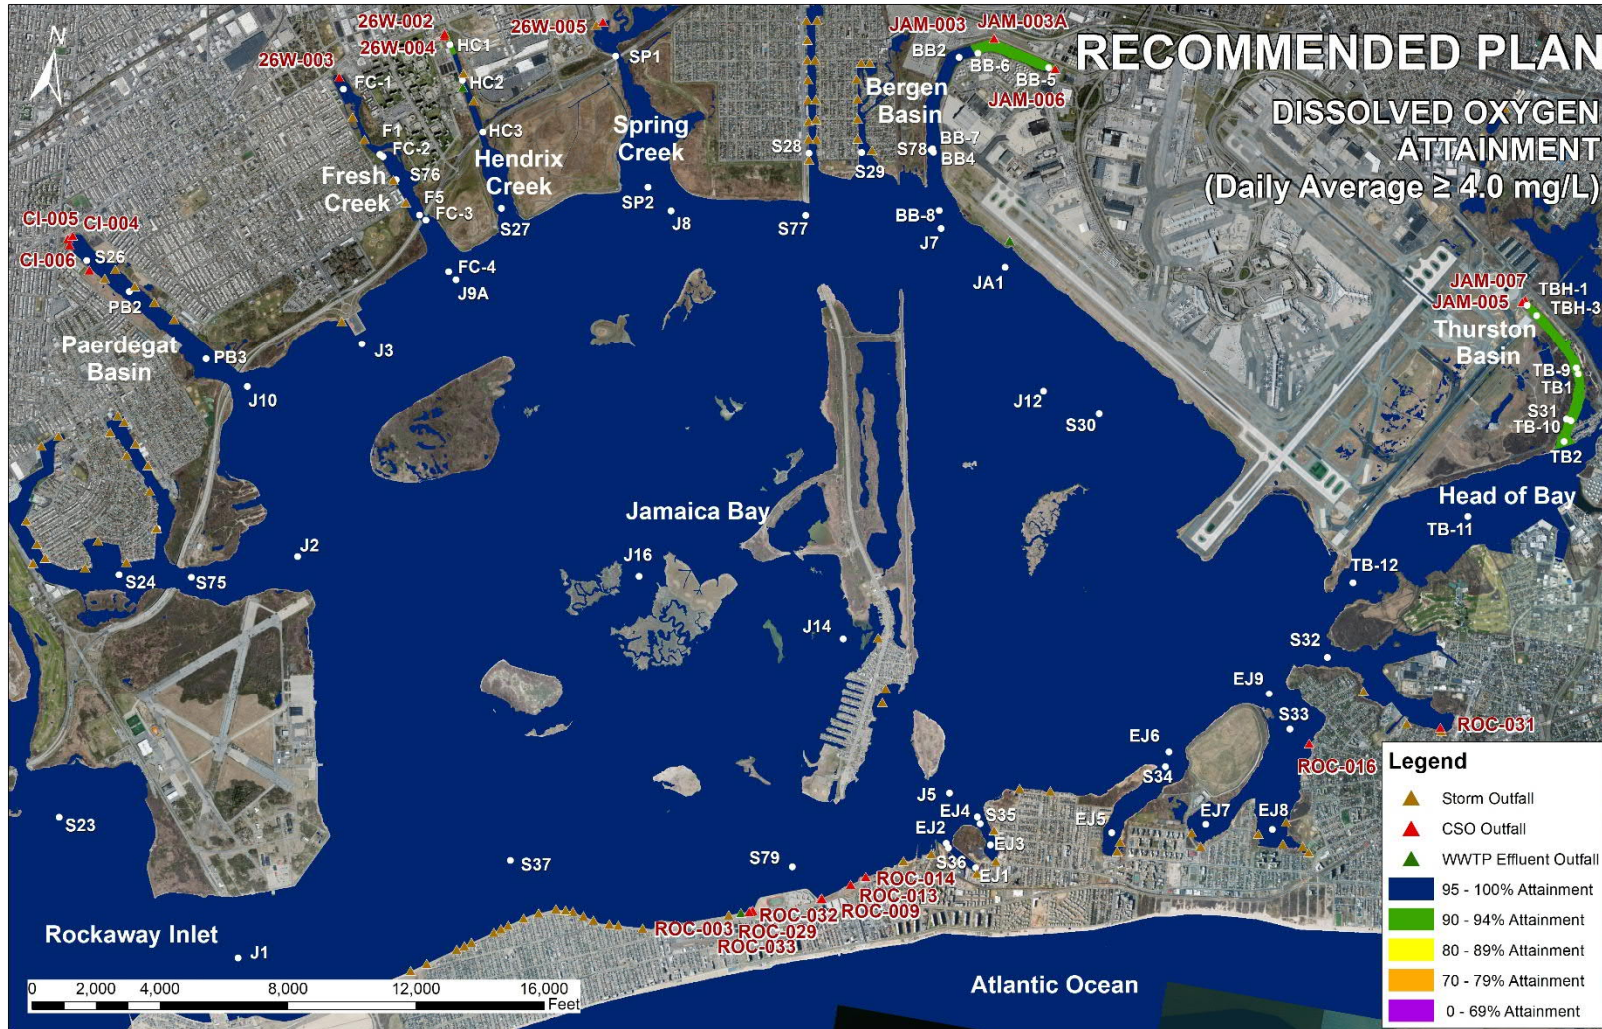 RECOMMENDED PLAN
DISSOLVED OXYGEN
ATTAINMENT
(Daily Average ≥ 4.0 mg/L)
N
26W-002
26W-004
26W-003
26W-005
HC1
HC2
HC3
FC-1
F1
FC-2
S76
F5
FC-3
Fresh
Creek
Hendrix
Creek
S27
FC-4
J9A
SP1
Spring
Creek
SP2
J8
S28
S77
S29
Bergen
Basin
JAM-003
JAM-003A
BB2
BB-6
BB-5
JAM-006
BB-7
S78
BB4
BB-8
J7
JA1
CI-005
CI-004
CI-006
S26
PB2
Paerdegat
Basin
PB3
J10
J3
JAM-007
JAM-005
TBH-1
TBH-3
Thurston
Basin
TB-9
TB1
S31
TB-10
TB2
J12
S30
Head of Bay
TB-11
TB-12
Jamaica Bay
J16
J2
S24
S75
J14
S32
EJ9
S33
ROC-031
ROC-016
EJ6
S34
J5
EJ4
S35
EJ2
EJ3
S36
EJ1
EJ5
EJ7
EJ8
S23
S37
S79
ROC-014
ROC-013
ROC-009
ROC-032
ROC-003
ROC-029
ROC-033
Rockaway Inlet
J1
Atlantic Ocean
0 2,000 4,000 8,000 12,000 16,000
Feet
Legend
Storm Outfall
CSO Outfall
WWTP Effluent Outfall
95 - 100% Attainment
90 - 94% Attainment
80 - 89% Attainment
70 - 79% Attainment
0 - 69% Attainment